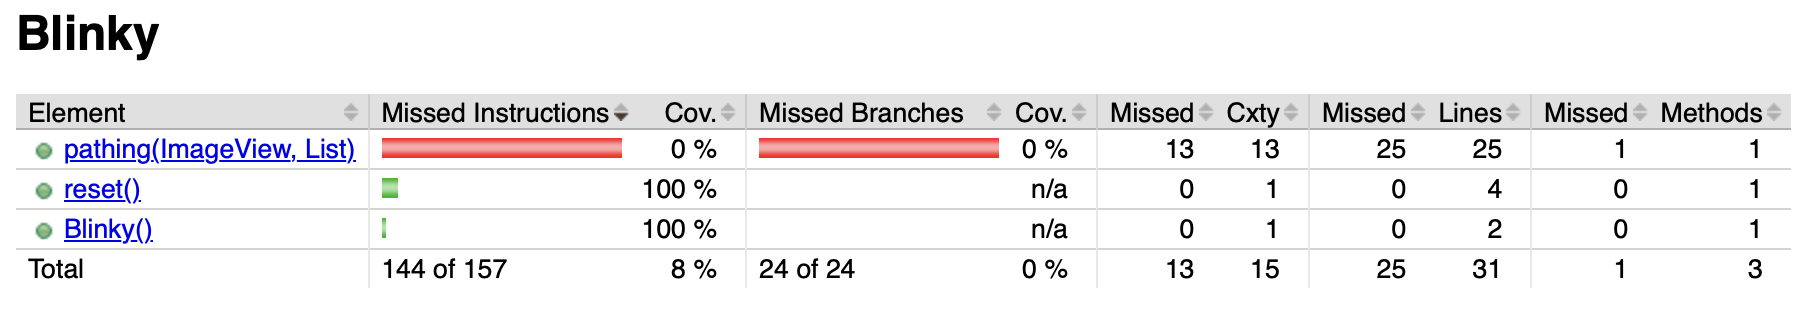 Blinky
Element Missed Instructions Cov. Missed Branches Cov. Missed Cxty Missed Lines Missed Methods
pathing(ImageView, List) 0 % 0 % 13 13 25 25 1 1
reset() 100 % n/a 0 1 0 4 0 1
Blinky() 100 % n/a 0 1 0 2 0 1
Total 144 of 157 8 % 24 of 24 0 % 13 15 25 31 1 3